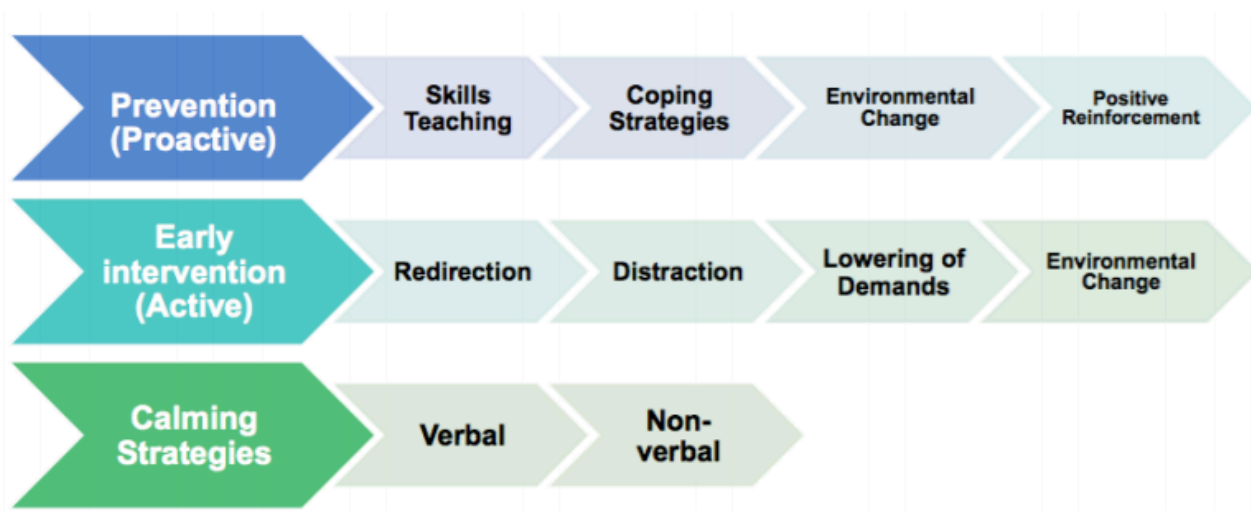 Prevention
(Proactive)
Skills
Teaching
Coping
Strategies
Environmental
Change
Positive
Reinforcement
Early
intervention
(Active)
Redirection
Distraction
Lowering of
Demands
Environmental
Change
Calming
Strategies
Verbal
Non-
verbal